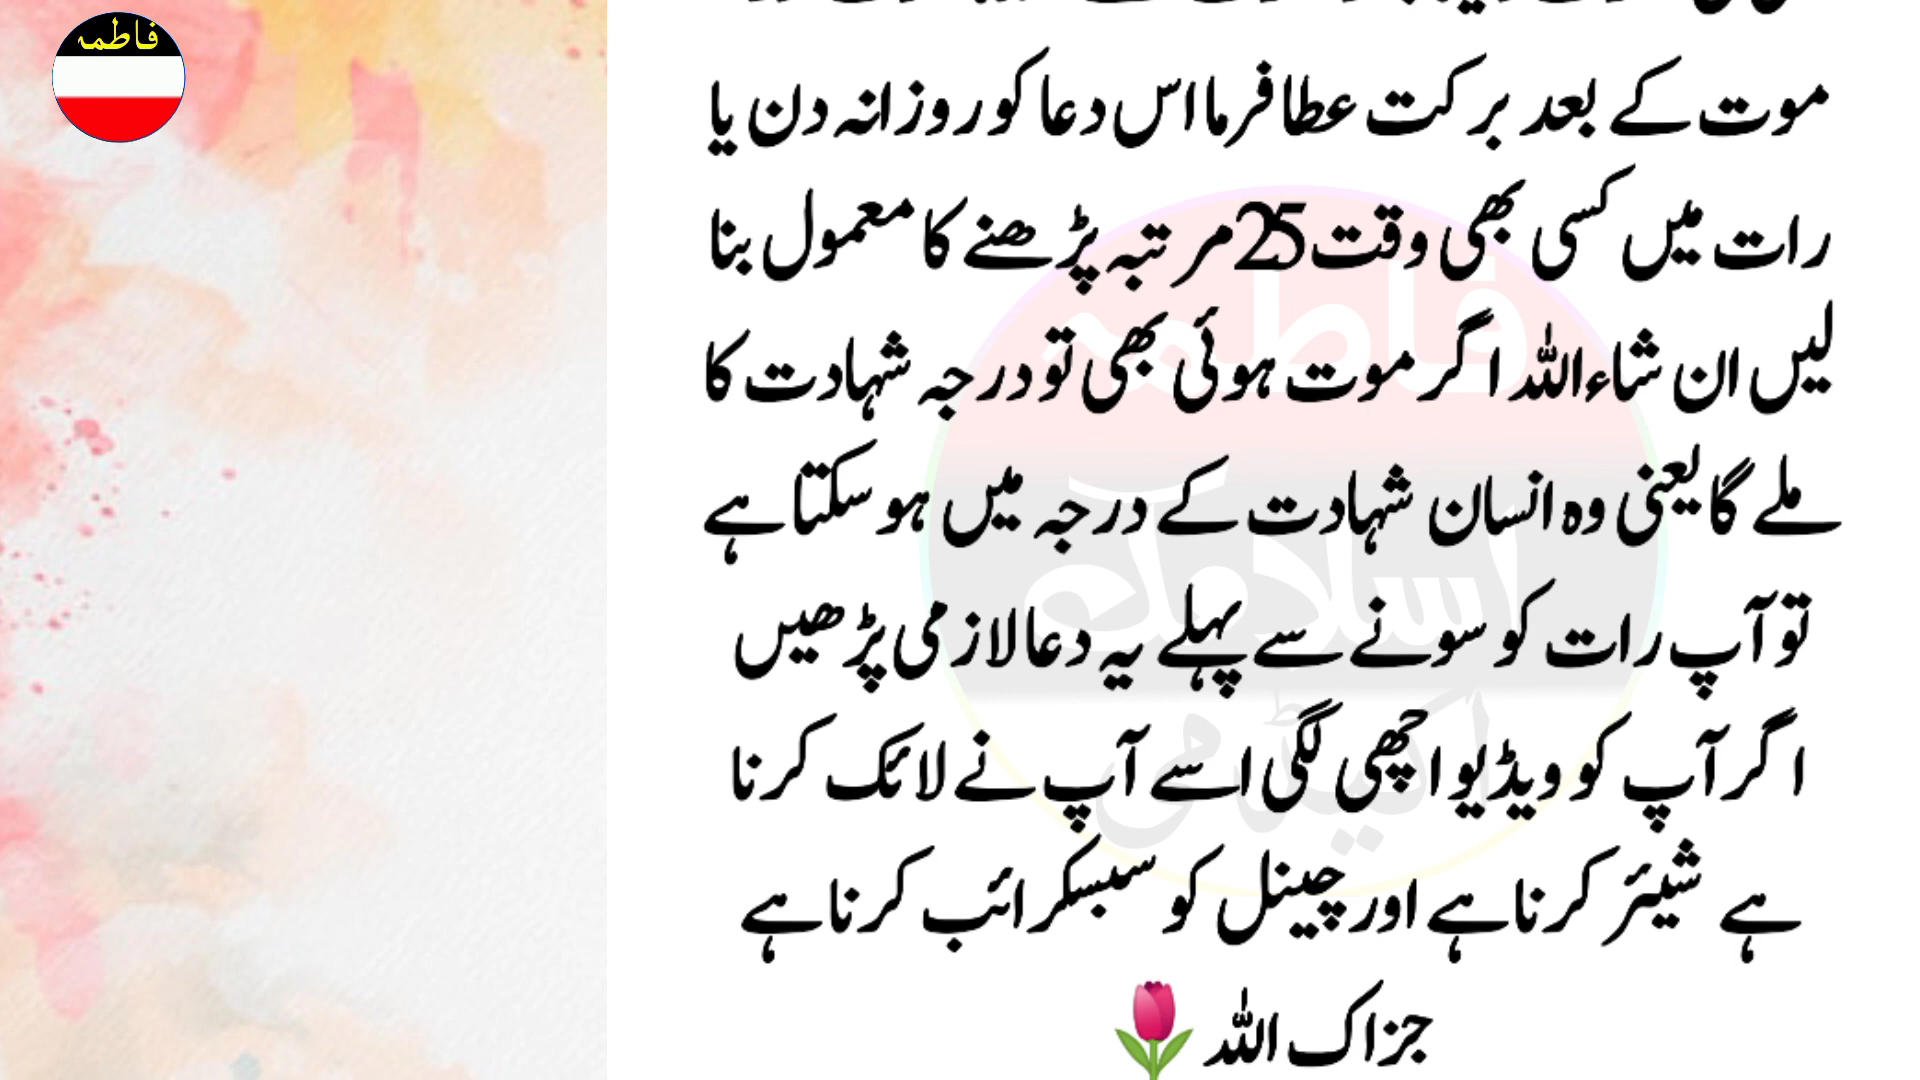 فاطمہ
موت کے بعد برکت عطا فرما اس دعا کو روزانہ دن یا
رات میں کسی بھی وقت 25 مرتبہ پڑھنے کا معمول بنا
لیں ان شاءاللہ اگر موت ہوئی بھی تو درجہ شہادت کا
ملے گا یعنی وہ انسان شہادت کے درجہ میں ہو سکتا ہے
تو آپ رات کو سونے سے پہلے یہ دعا لازمی پڑھیں
اگر آپ کو ویڈیو اچھی لگی اسے آپ نے لائک کرنا
ہے شیئر کرنا ہے اور چینل کو سبسکرائب کرنا ہے
جزاک اللہ
فاطمہ
اسلامک
اکیڈمی